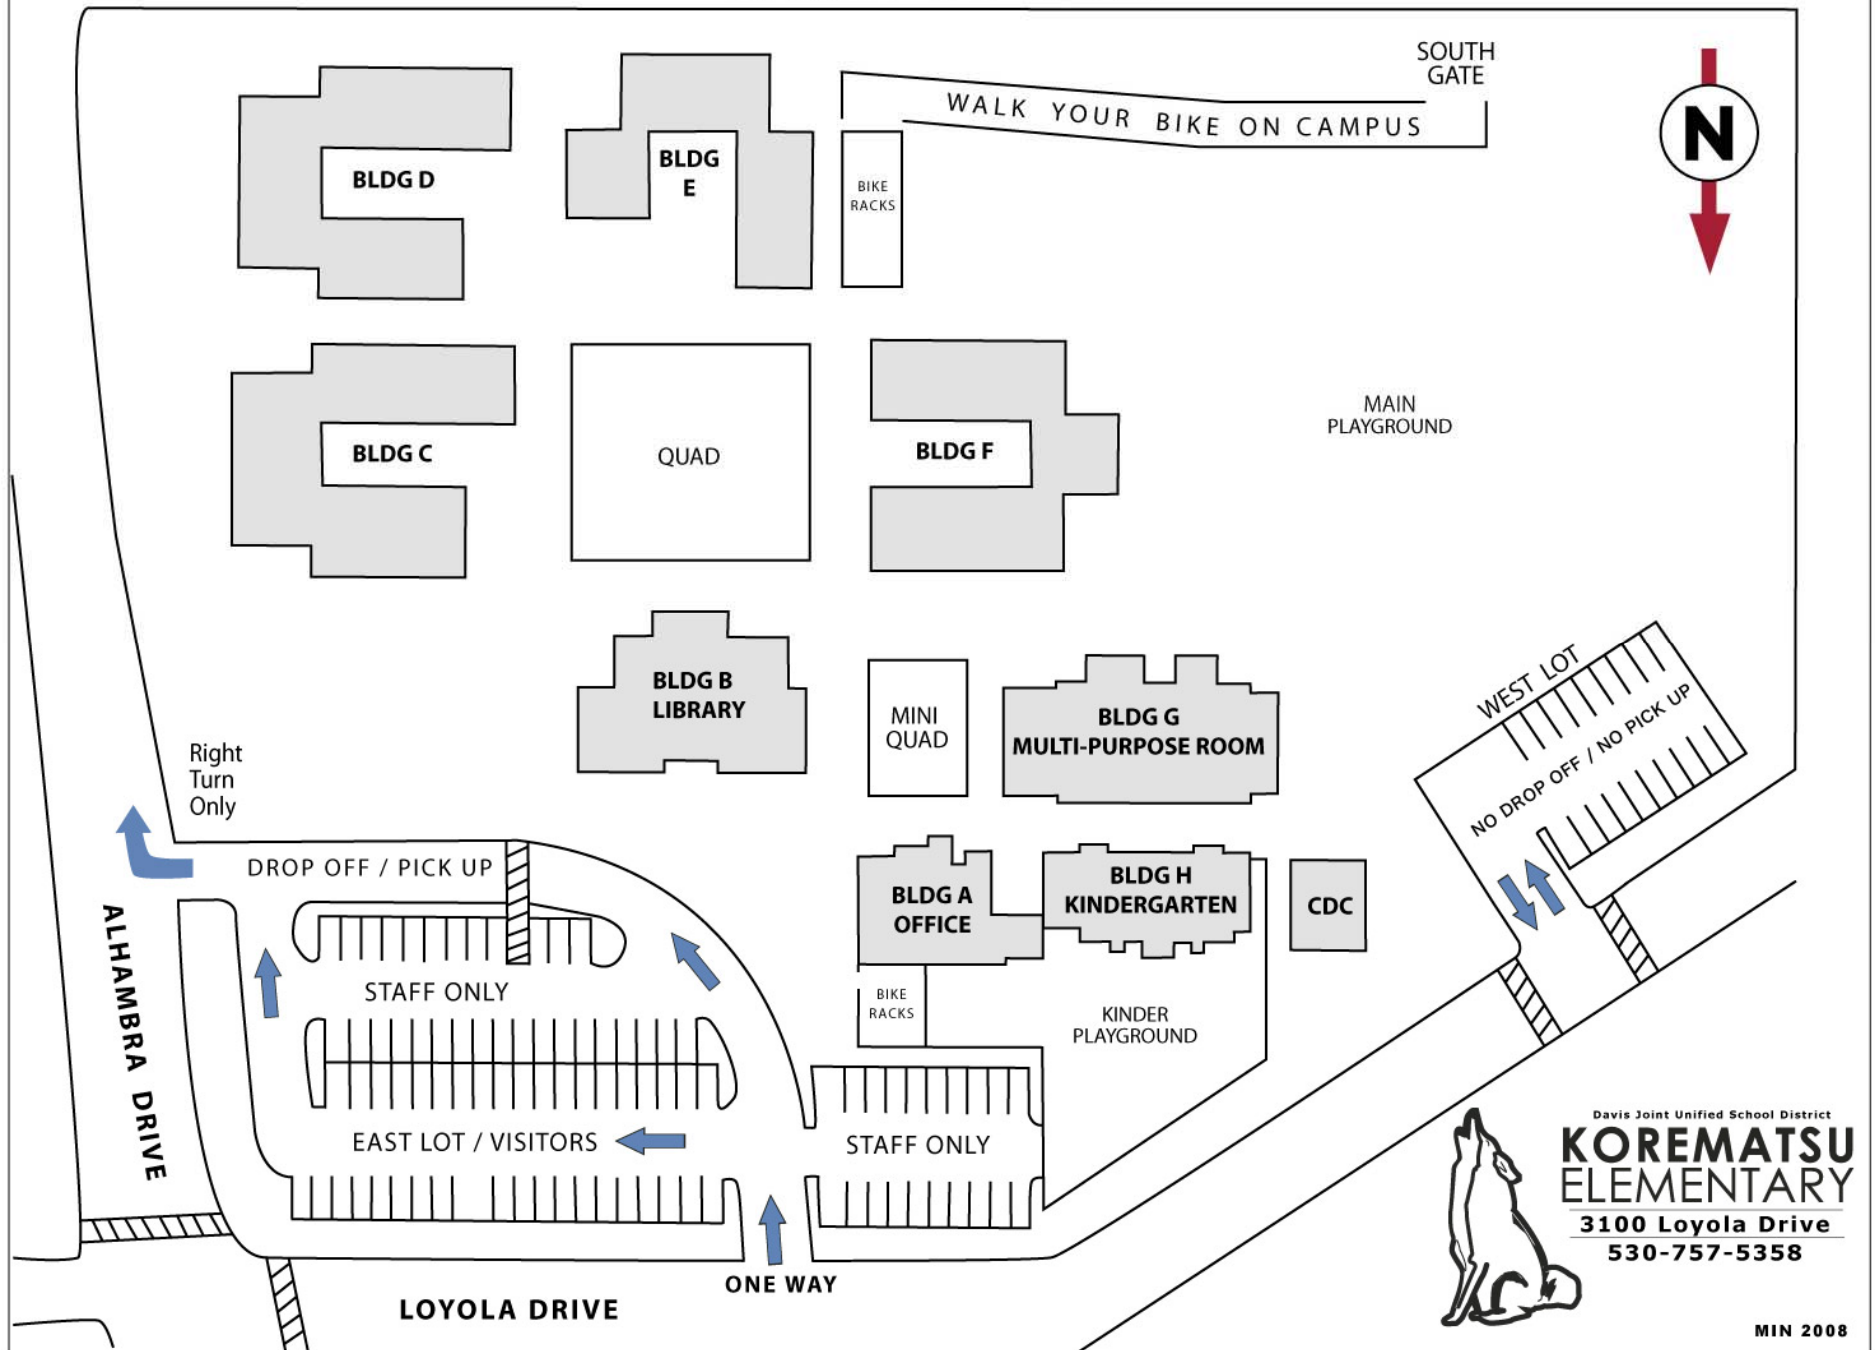 SOUTH
GATE
WALK YOUR BIKE ON CAMPUS
N
BLDG D
BLDG
E
BIKE
RACKS
MAIN
PLAYGROUND
BLDG C
QUAD
BLDG F
BLDG B
LIBRARY
MINI
QUAD
BLDG G
MULTI-PURPOSE ROOM
WEST LOT
NO DROP OFF / NO PICK UP
Right
Turn
Only
DROP OFF / PICK UP
BLDG A
OFFICE
BLDG H
KINDERGARTEN
CDC
STAFF ONLY
BIKE
RACKS
KINDER
PLAYGROUND
ALHAMBRA DRIVE
EAST LOT / VISITORS
STAFF ONLY
ONE WAY
LOYOLA DRIVE
Davis Joint Unified School District
KOREMATSU
ELEMENTARY
3100 Loyola Drive
530-757-5358
MIN 2008